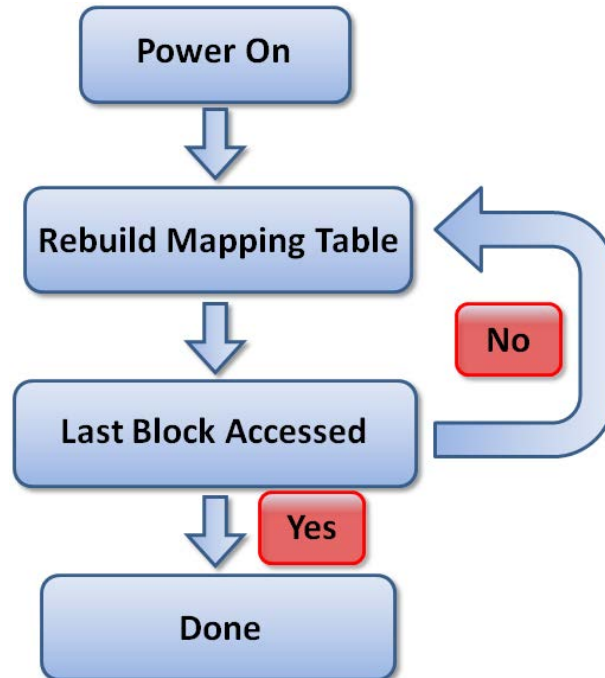 Power On
Rebuild Mapping Table
No
Last Block Accessed
Yes
Done